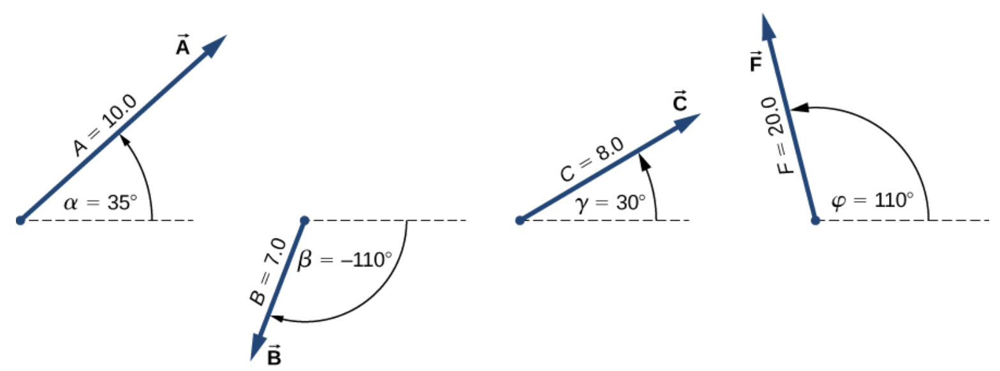 A⃗
A = 10.0
α = 35°
B = 7.0
β = –110°
B⃗
C⃗
C = 8.0
γ = 30°
F⃗
F = 20.0
φ = 110°